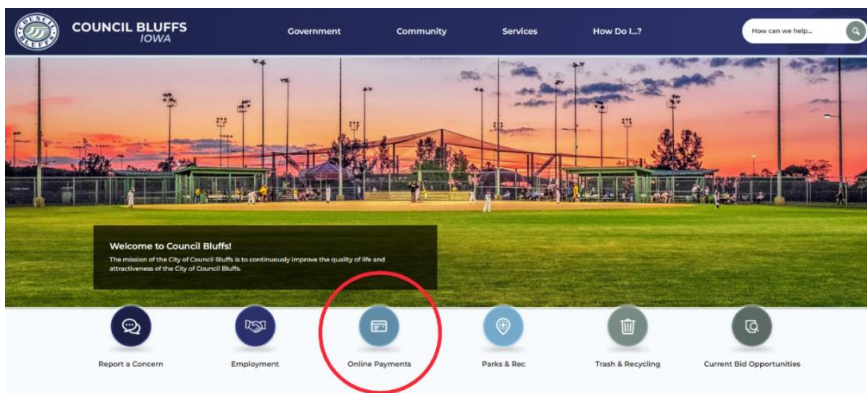 COUNCIL BLUFFS
COUNCIL BLUFFS
IOWA
Government
Community
Services
How Do I...?
How can we help...
Welcome to Council Bluffs!
The mission of the City of Council Bluffs is to continuously improve the quality of life and
attractiveness of the City of Council Bluffs.
Report a Concern
Employment
Online Payments
Parks & Rec
Trash & Recycling
Current Bid Opportunities